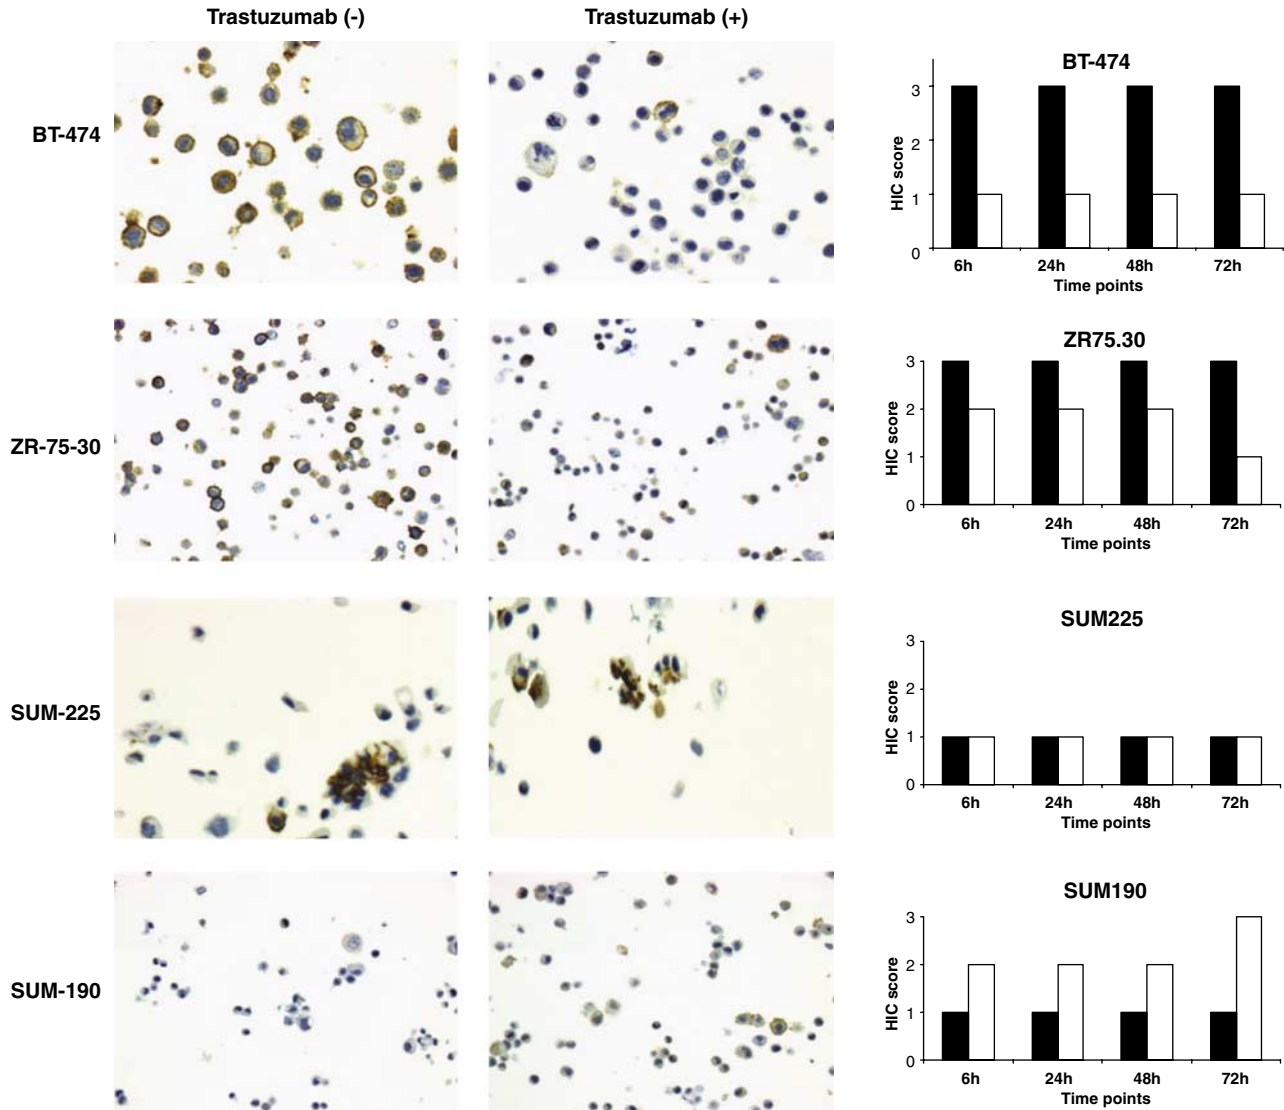 Trastuzumab (-)
Trastuzumab (+)
BT-474
BT-474
HIC score
3
2
1
0
6h 24h 48h 72h
Time points
ZR-75-30
ZR75.30
HIC score
3
2
1
0
6h 24h 48h 72h
Time points
SUM-225
SUM225
HIC score
3
2
1
0
6h 24h 48h 72h
Time points
SUM-190
SUM190
HIC score
3
2
1
0
6h 24h 48h 72h
Time points